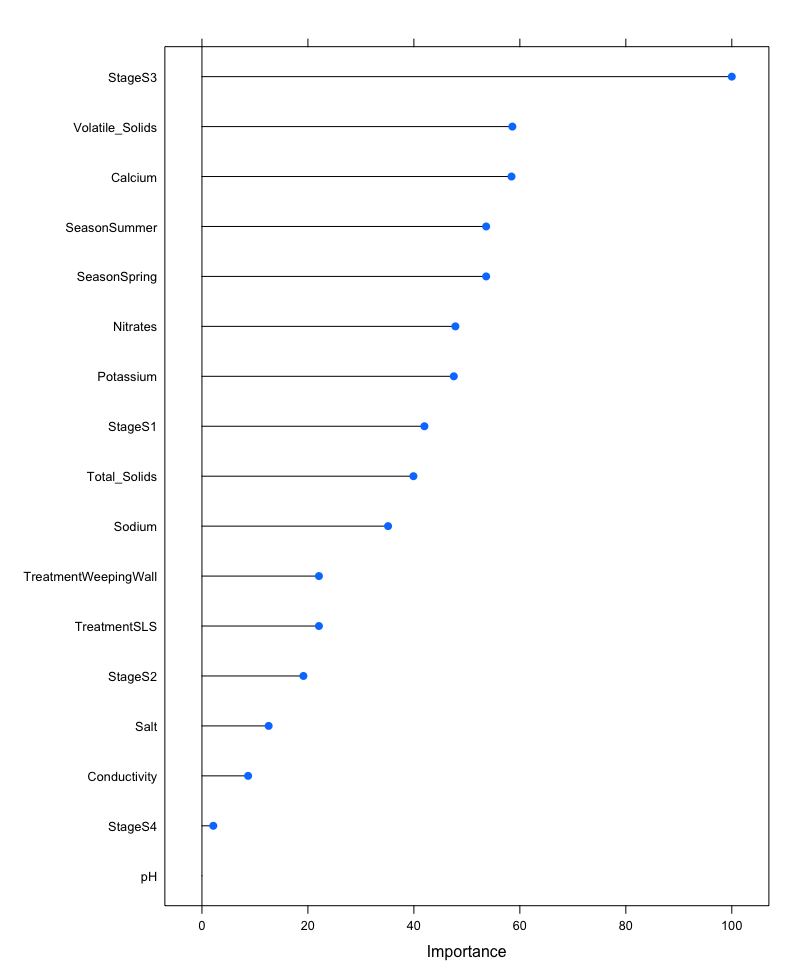 StageS3
Volatile_Solids
Calcium
SeasonSummer
SeasonSpring
Nitrates
Potassium
StageS1
Total_Solids
Sodium
TreatmentWeepingWall
TreatmentSLS
StageS2
Salt
Conductivity
StageS4
pH
0 20 40 60 80 100
Importance